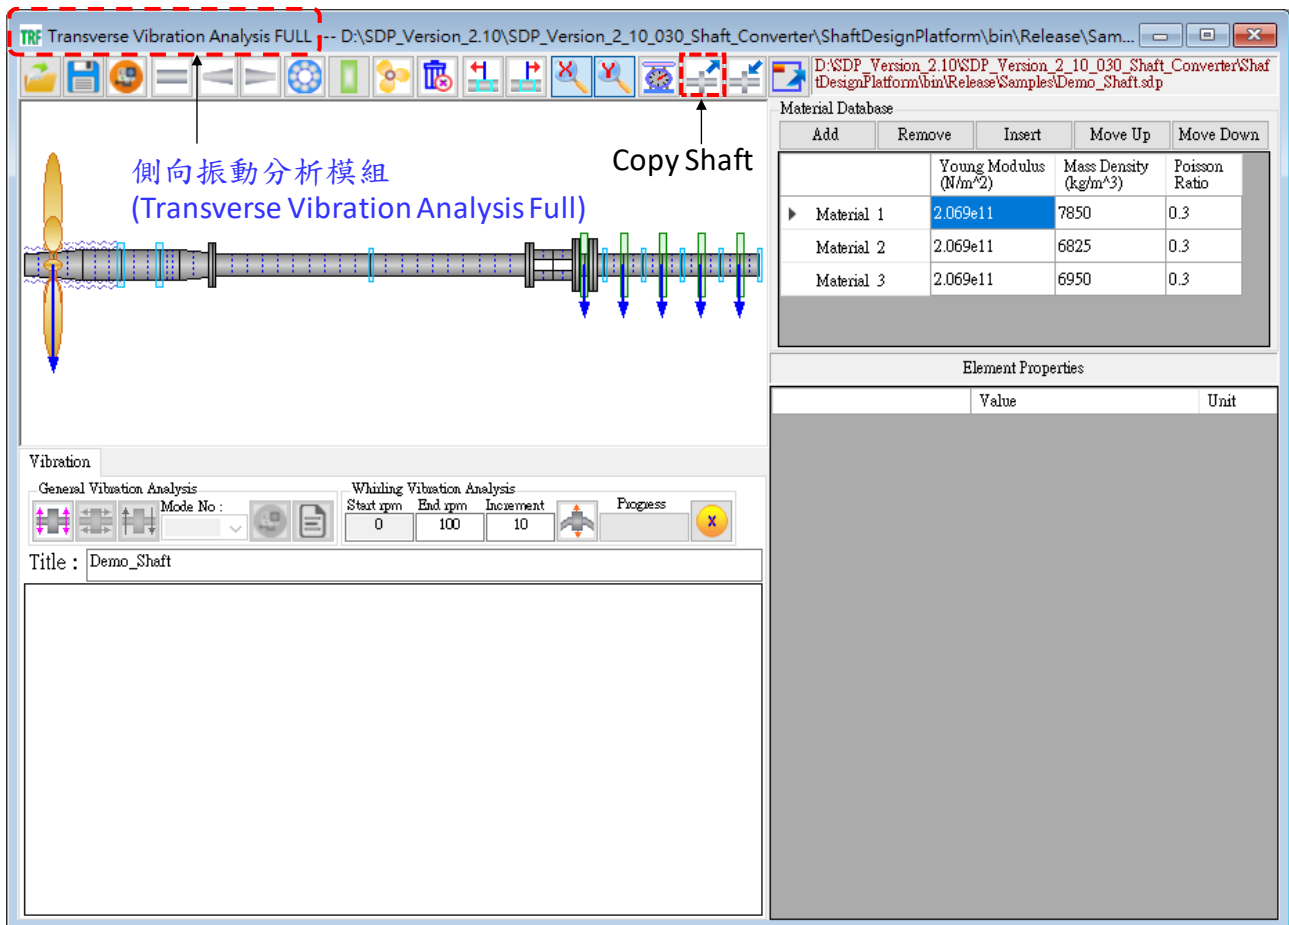 TRF Transverse Vibration Analysis FULL --- D:\SDP_Version_2.10\SDP_Version_2_10_030_Shaft_Converter\ShaftDesignPlatform\bin\Release\Sam...
X Y
D:\SDP_Version_2.10\SDP_Version_2_10_030_Shaft_Converter\Shaf
tDesignPlatform\bin\Release\Samples\Demo_Shaft.sdp
側向振動分析模組
(Transverse Vibration Analysis Full)
Copy Shaft
Material Database
Add Remove Insert Move Up Move Down
Young Modulus (N/m^2) Mass Density (kg/m^3) Poisson Ratio
Material 1 2.069e11 7850 0.3
Material 2 2.069e11 6825 0.3
Material 3 2.069e11 6950 0.3
Element Properties
Value Unit
Vibration
General Vibration Analysis
Mode No :
Whirling Vibration Analysis
Start rpm End rpm Increment Progress
0 100 10
X
Title : Demo_Shaft